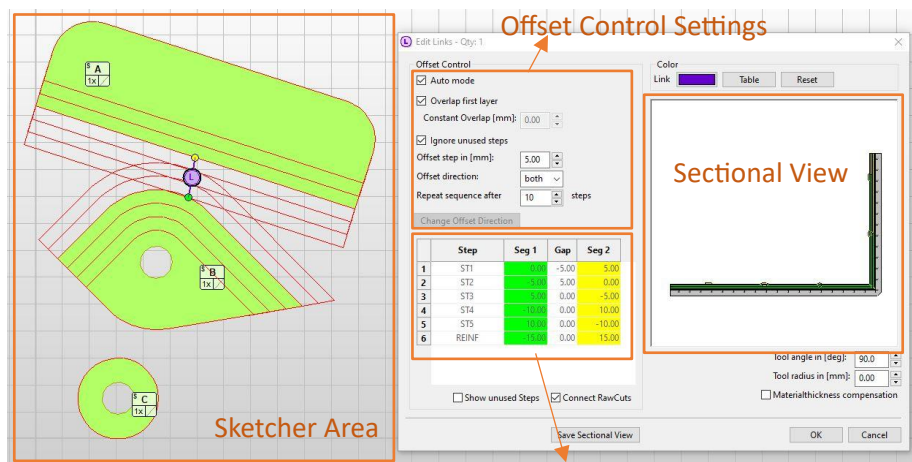 Offset Control Settings
L Edit Links - Qty: 1
Offset Control
Auto mode
Overlap first layer
Constant Overlap [mm]: 0.00
Ignore unused steps
Offset step in [mm]: 5.00
Offset direction: both
Repeat sequence after 10 steps
Change Offset Direction
Color
Link Table Reset
Sectional View
Step Seg 1 Gap Seg 2
1 ST1 0.00 -5.00 5.00
2 ST2 -5.00 5.00 0.00
3 ST3 5.00 0.00 -5.00
4 ST4 -10.00 0.00 10.00
5 ST5 10.00 0.00 -10.00
6 REINF -15.00 0.00 15.00
Show unused Steps Connect RawCuts
Tool angle in [deg]: 90.0
Tool radius in [mm]: 0.00
Materialthickness compensation
Save Sectional View
OK Cancel
S A
1x
L
S B
1x
S C
1x
Sketcher Area